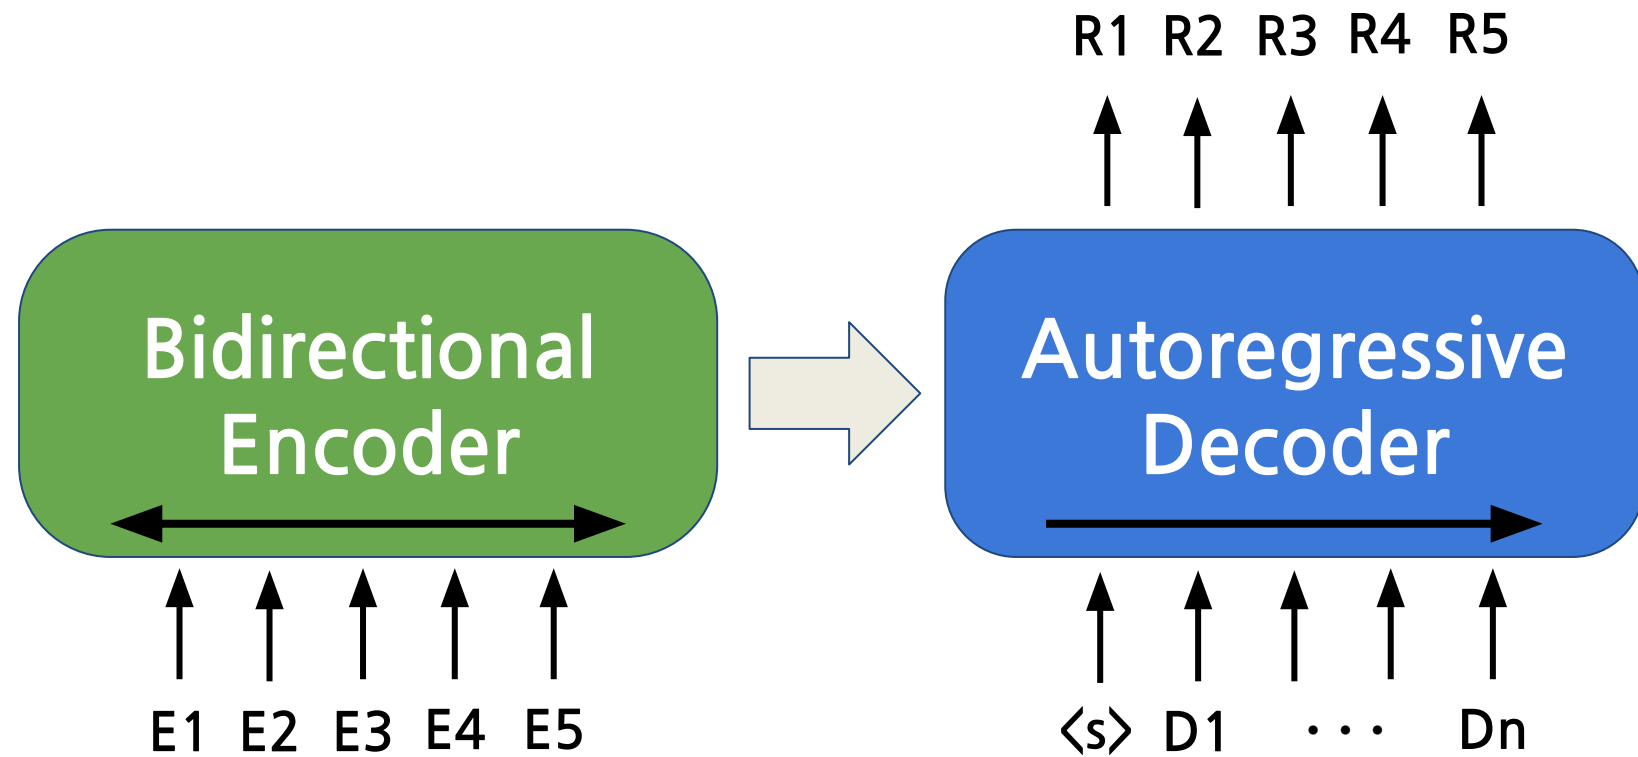 R1 R2 R3 R4 R5
Bidirectional
Encoder
Autoregressive
Decoder
E1 E2 E3 E4 E5
<s> D1 ··· Dn